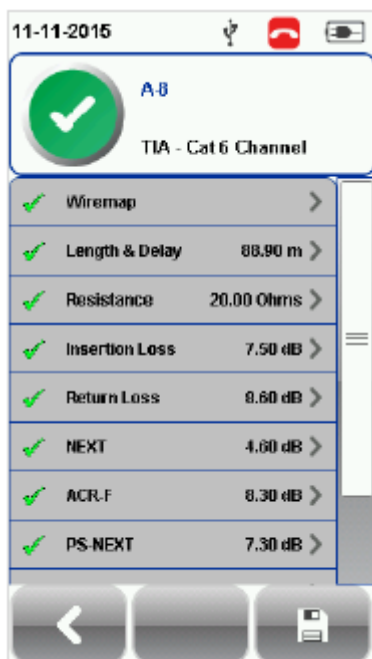 11-11-2015
A-8
TIA - Cat 6 Channel
Wiremap
Length & Delay 88.90 m
Resistance 20.00 Ohms
Insertion Loss 7.50 dB
Return Loss 8.60 dB
NEXT 4.60 dB
ACR-F 8.30 dB
PS-NEXT 7.30 dB